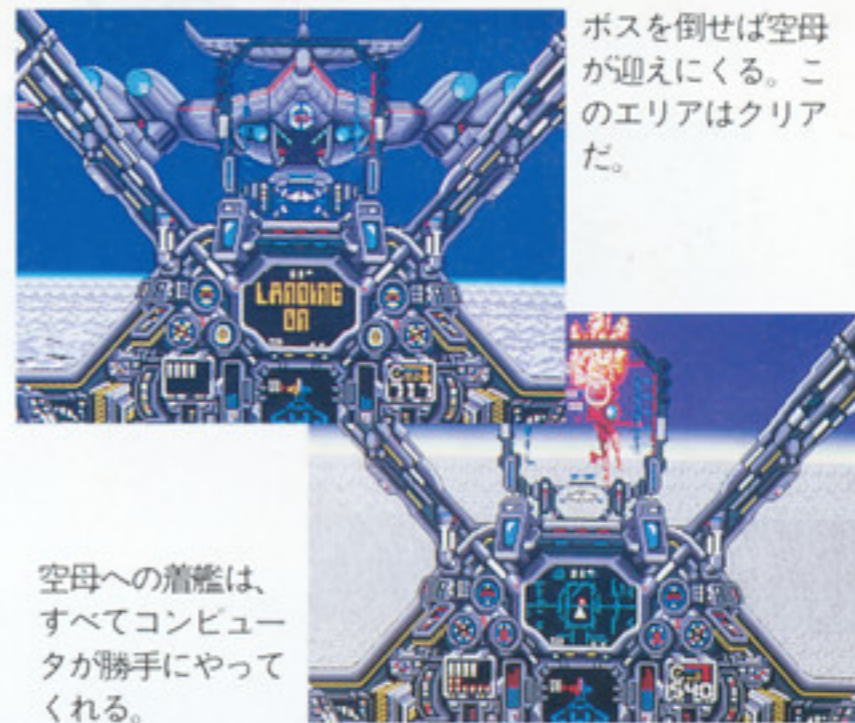 ボスを倒せば空母
が迎えにくる。こ
のエリアはクリア
だ。
LANDING
ON
空母への着艦は、
すべてコンピュー
タが勝手にやって
くれる。